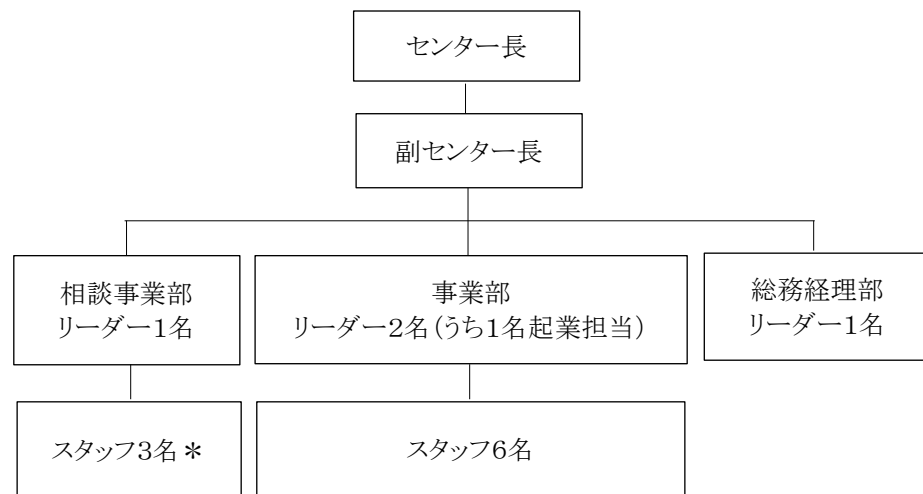 センター長
副センター長
相談事業部
リーダー1名
事業部
リーダー2名(うち1名起業担当)
総務経理部
リーダー1名
スタッフ3名＊
スタッフ6名